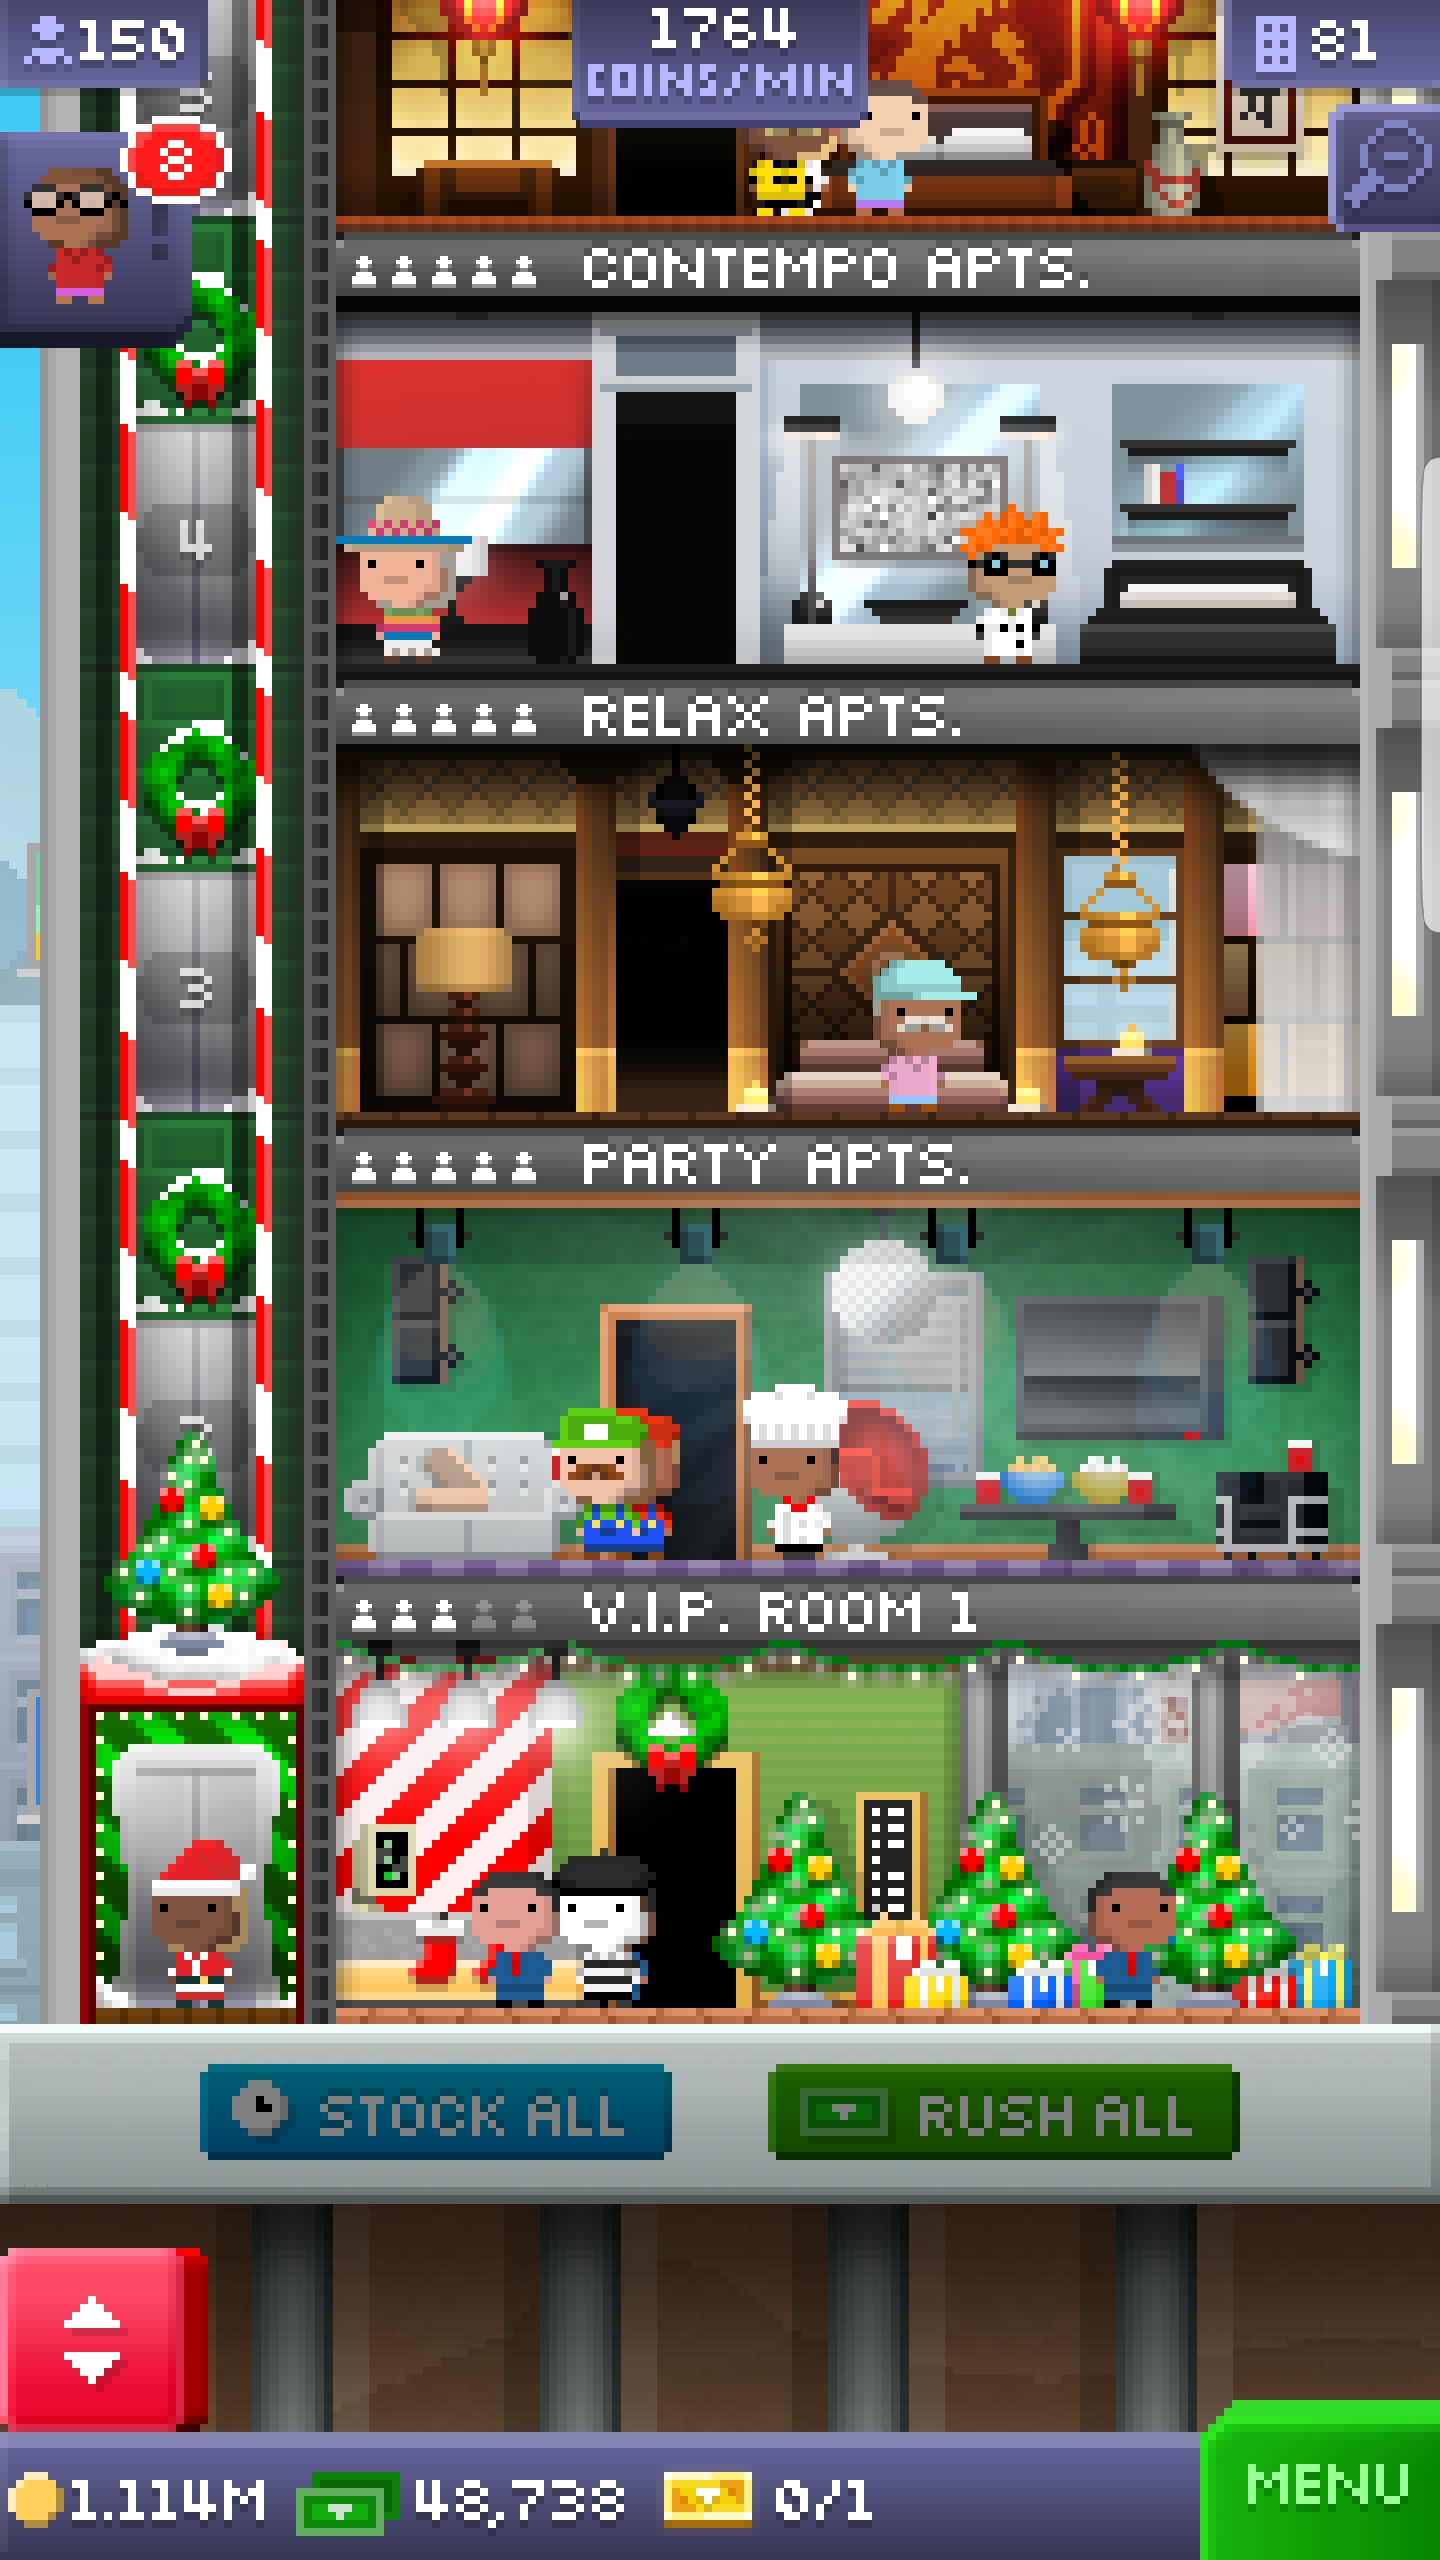 150
1764
COINS/MIN
81
8
CONTEMPO APTS.
4
RELAX APTS.
3
PARTY APTS.
V.I.P. ROOM 1
STOCK ALL
RUSH ALL
1.114M
48,738
0/1
MENU